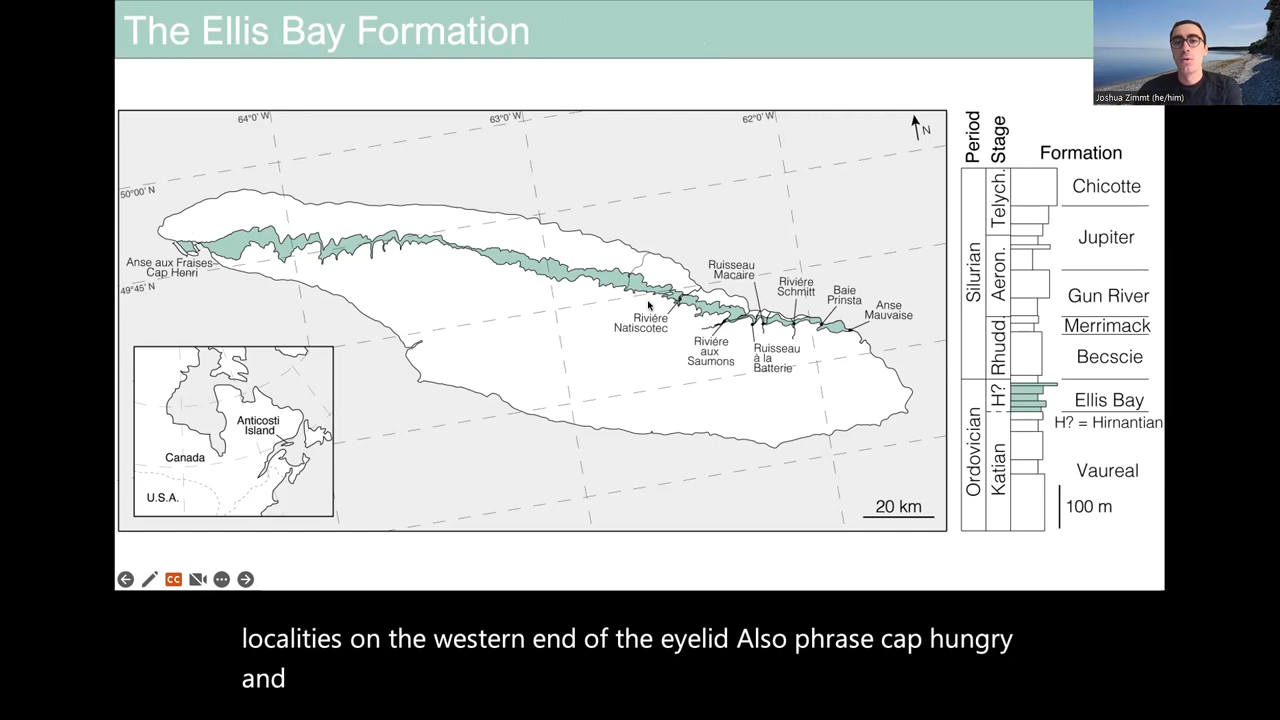 The Ellis Bay Formation
Joshua Zimmt (he/him)
64°0' W
63°0' W
62°0' W
N
50°00' N
49°45' N
Anse aux Fraises
Cap Henri
Riviére
Natiscotec
Riviére
aux
Saumons
Ruisseau
Macaire
Ruisseau
à la
Batterie
Riviére
Schmitt
Baie
Prinsta
Anse
Mauvaise
Anticosti
Island
Canada
U.S.A.
20 km
Period
Stage
Formation
Silurian
Ordovician
Telych.
Aeron.
Rhudd.
H?
Katian
Chicotte
Jupiter
Gun River
Merrimack
Becscie
Ellis Bay
H? = Hirnantian
Vaureal
100 m
CC
localities on the western end of the eyelid Also phrase cap hungry
and